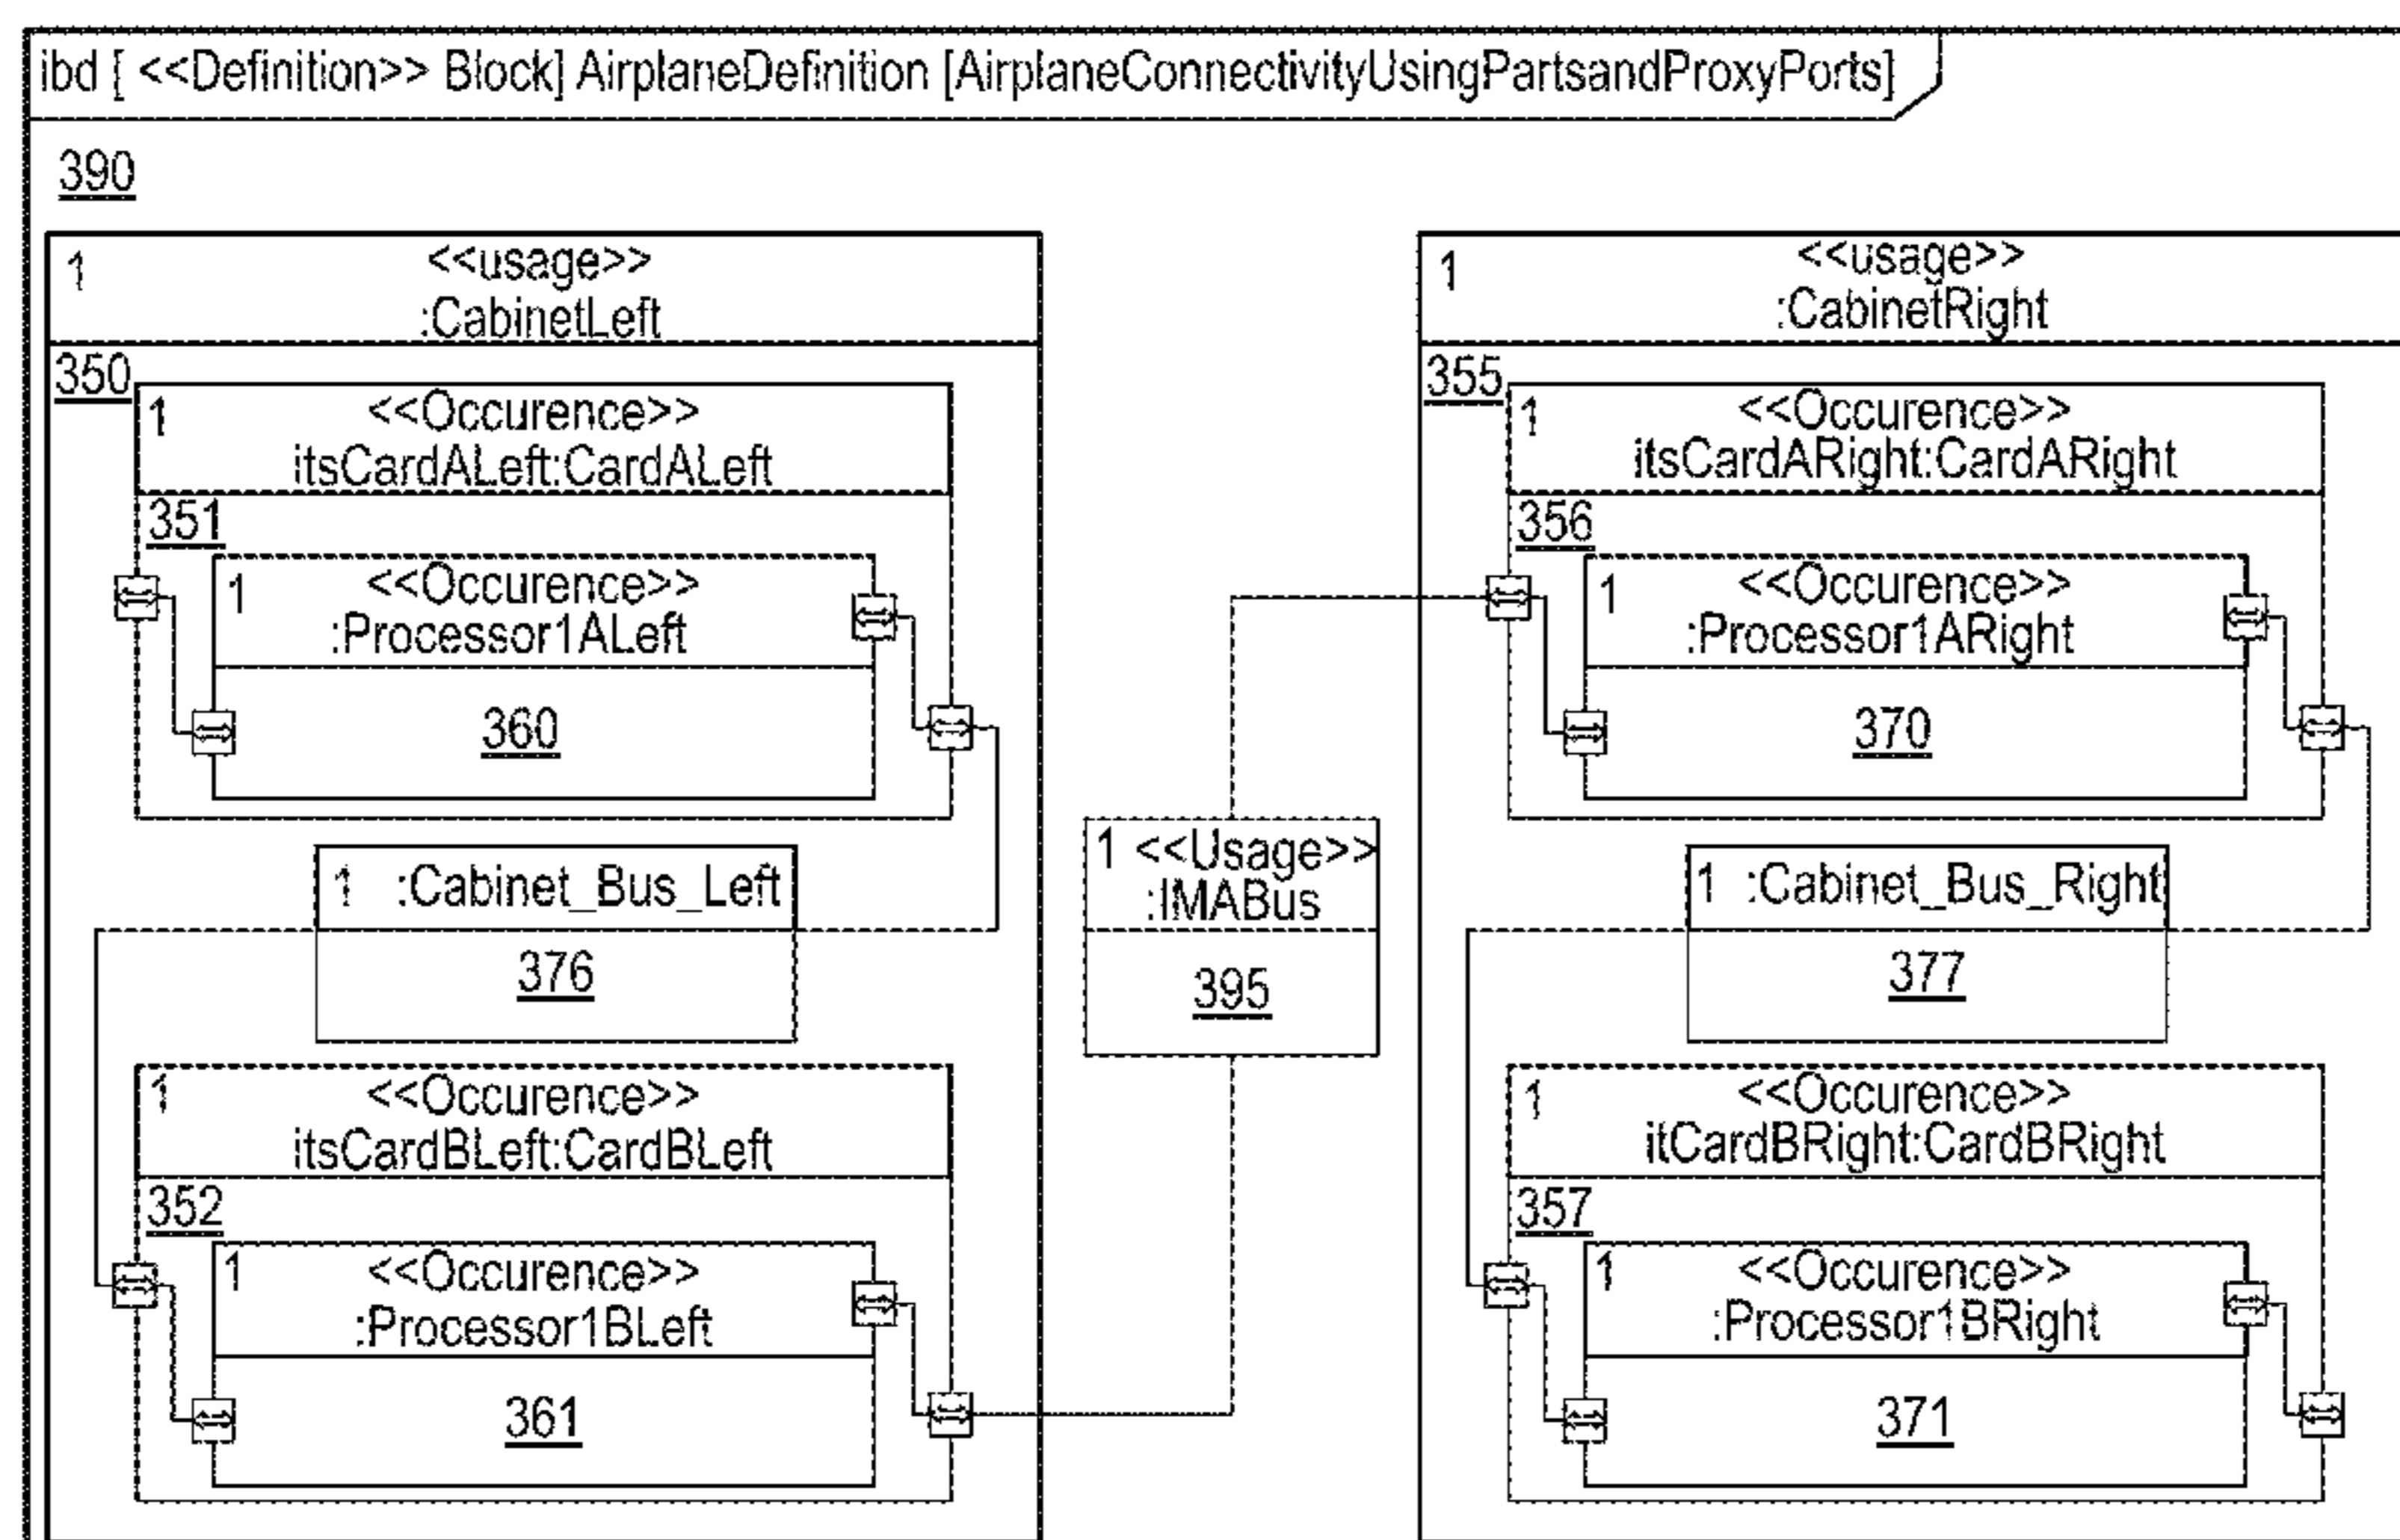 ibd [ <<Definition>> Block] AirplaneDefinition [AirplaneConnectivityUsingPartsandProxyPorts]
390
1 <<usage>>
:CabinetLeft
350
1 <<Occurence>>
itsCardALeft:CardALeft
351
1 <<Occurence>>
:Processor1ALeft
360
1 :Cabinet_Bus_Left
376
1 <<Occurence>>
itsCardBLeft:CardBLeft
352
1 <<Occurence>>
:Processor1BLeft
361
1 <<Usage>>
:IMABus
395
1 <<usage>>
:CabinetRight
355
1 <<Occurence>>
itsCardARight:CardARight
356
1 <<Occurence>>
:Processor1ARight
370
1 :Cabinet_Bus_Right
377
1 <<Occurence>>
itCardBRight:CardBRight
357
1 <<Occurence>>
:Processor1BRight
371